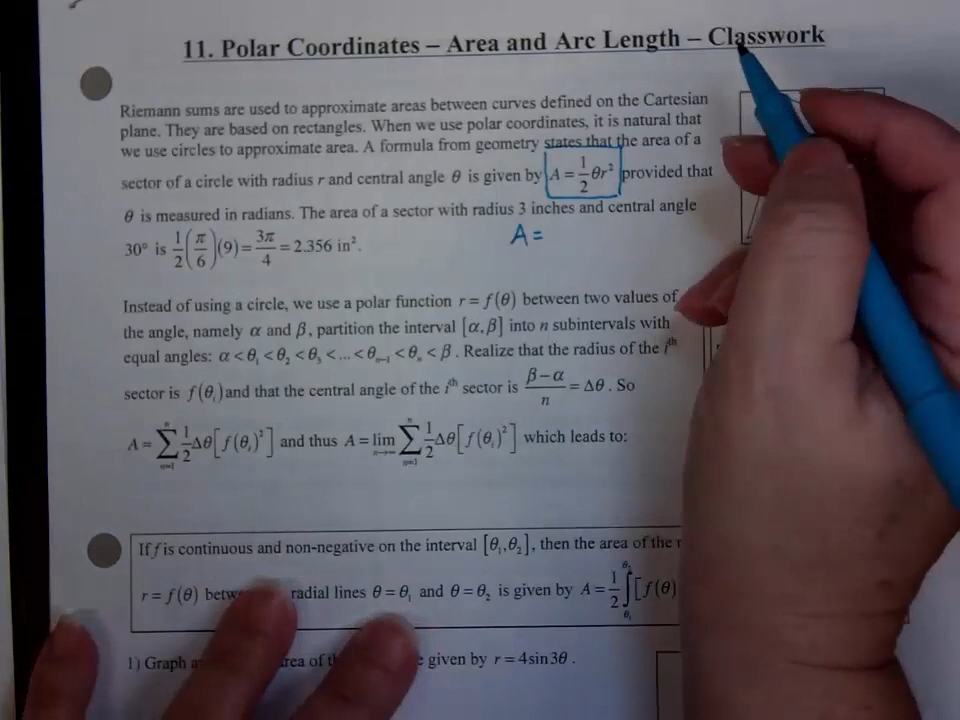 11. Polar Coordinates – Area and Arc Length – Classwork
Riemann sums are used to approximate areas between curves defined on the Cartesian
plane. They are based on rectangles. When we use polar coordinates, it is natural that
we use circles to approximate area. A formula from geometry states that the area of a
sector of a circle with radius r and central angle θ is given by A = 1/2 θr² provided that
θ is measured in radians. The area of a sector with radius 3 inches and central angle
30° is 1/2 (π/6)(9) = 3π/4 = 2.356 in².
A =
Instead of using a circle, we use a polar function r = f(θ) between two values of
the angle, namely α and β, partition the interval [α, β] into n subintervals with
equal angles: α < θ₁ < θ₂ < θ₃ < ... < θₙ₋₁ < θₙ < β. Realize that the radius of the iᵗʰ
sector is f(θᵢ) and that the central angle of the iᵗʰ sector is (β–α)/n = Δθ. So
A = ∑ₙ₌₁ⁿ 1/2 Δθ[f(θᵢ)²] and thus A = lim n→∞ ∑ₙ₌₁ⁿ 1/2 Δθ[f(θᵢ)²] which leads to:
If f is continuous and non-negative on the interval [θ₁, θ₂], then the area of the
r = f(θ) radial lines θ = θ₁ and θ = θ₂ is given by A = 1/2 ∫ θ₁ θ₂ [f(θ)
1) Graph given by r = 4sin3θ.